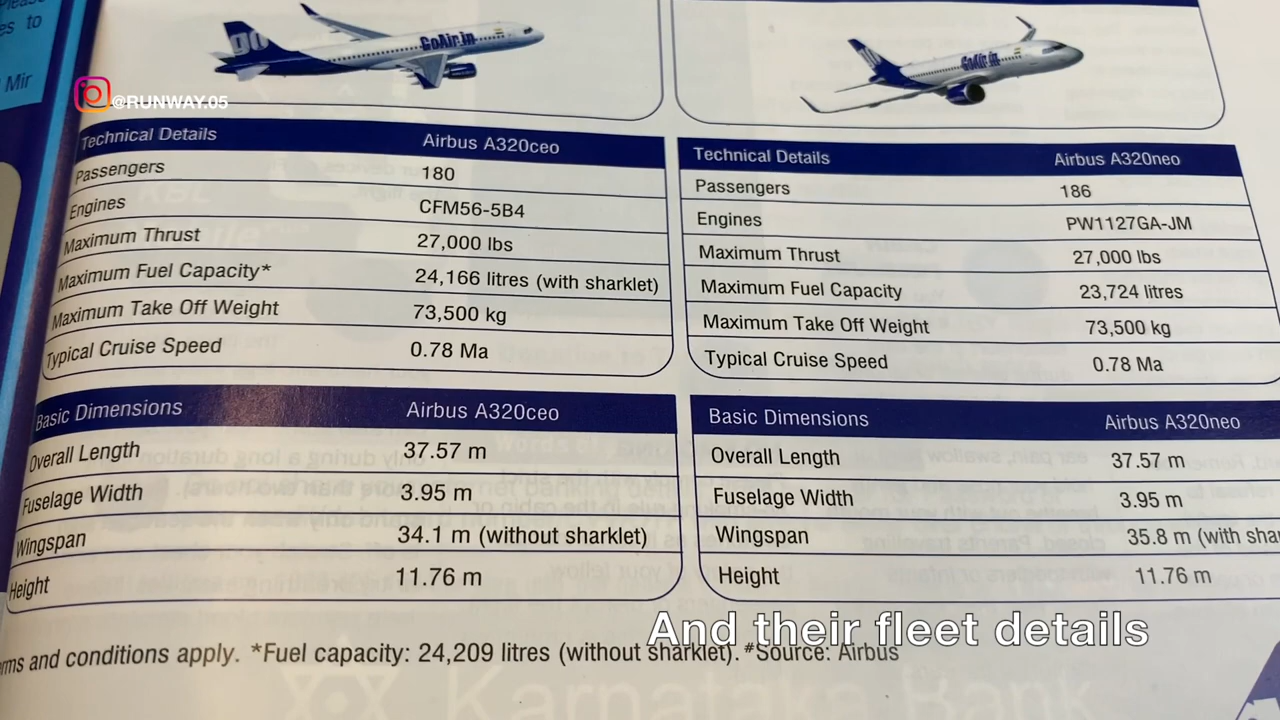 Please
es to
Mir
GoAir.in
GoAir.in
@RUNWAY.05
Technical Details Airbus A320ceo
Passengers 180
Engines CFM56-5B4
Maximum Thrust 27,000 lbs
Maximum Fuel Capacity* 24,166 litres (with sharklet)
Maximum Take Off Weight 73,500 kg
Typical Cruise Speed 0.78 Ma
Technical Details Airbus A320neo
Passengers 186
Engines PW1127GA-JM
Maximum Thrust 27,000 lbs
Maximum Fuel Capacity 23,724 litres
Maximum Take Off Weight 73,500 kg
Typical Cruise Speed 0.78 Ma
Basic Dimensions Airbus A320ceo
Overall Length 37.57 m
Fuselage Width 3.95 m
Wingspan 34.1 m (without sharklet)
Height 11.76 m
Basic Dimensions Airbus A320neo
Overall Length 37.57 m
Fuselage Width 3.95 m
Wingspan 35.8 m (with sha
Height 11.76 m
And their fleet details
rms and conditions apply. *Fuel capacity: 24,209 litres (without sharklet). #Source: Airbus
Karnataka Bank